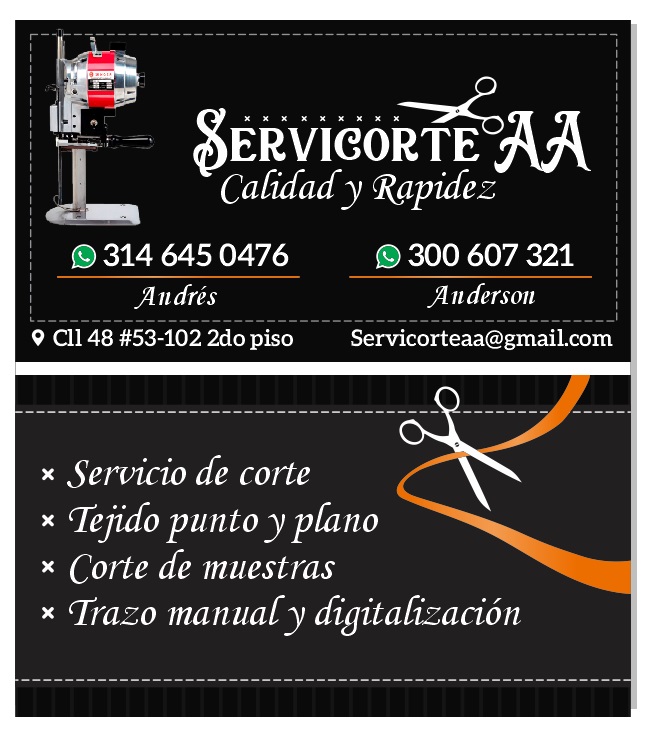 SERVICORTE AA
Calidad y Rapidez
314 645 0476
300 607 321
Andrés
Anderson
Cll 48 #53-102 2do piso
Servicorteaa@gmail.com
Servicio de corte
Tejido punto y plano
Corte de muestras
Trazo manual y digitalización